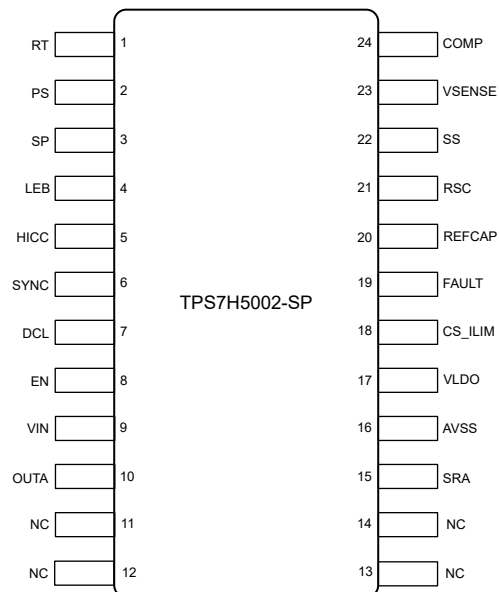 RT 1 24 COMP
PS 2 23 VSENSE
SP 3 22 SS
LEB 4 21 RSC
HICC 5 20 REFCAP
SYNC 6 19 FAULT
TPS7H5002-SP
DCL 7 18 CS_ILIM
EN 8 17 VLDO
VIN 9 16 AVSS
OUTA 10 15 SRA
NC 11 14 NC
NC 12 13 NC